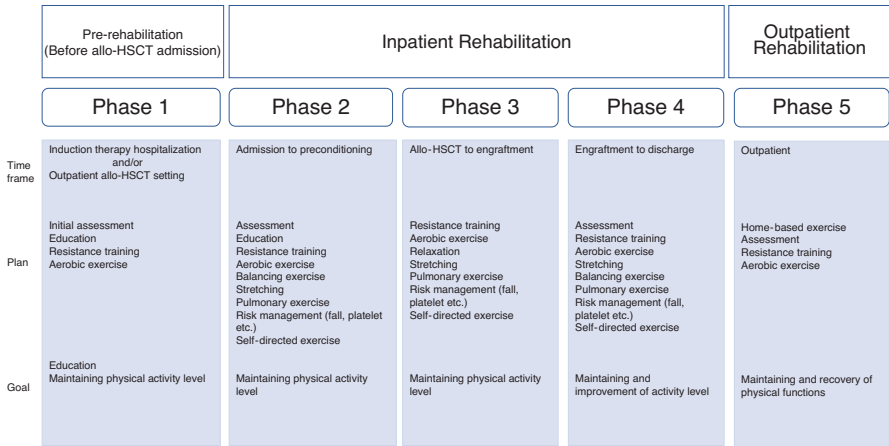 Pre-rehabilitation
(Before allo-HSCT admission)
Inpatient Rehabilitation
Outpatient
Rehabilitation
Phase 1
Phase 2
Phase 3
Phase 4
Phase 5
Time
frame
Induction therapy hospitalization
and/or
Outpatient allo-HSCT setting
Admission to preconditioning
Allo-HSCT to engraftment
Engraftment to discharge
Outpatient
Plan
Initial assessment
Education
Resistance training
Aerobic exercise
Assessment
Education
Resistance training
Aerobic exercise
Balancing exercise
Stretching
Pulmonary exercise
Risk management (fall, platelet
etc.)
Self-directed exercise
Resistance training
Aerobic exercise
Relaxation
Stretching
Pulmonary exercise
Risk management (fall,
platelet etc.)
Self-directed exercise
Assessment
Resistance training
Aerobic exercise
Stretching
Balancing exercise
Pulmonary exercise
Risk management (fall,
platelet etc.)
Self-directed exercise
Home-based exercise
Assessment
Resistance training
Aerobic exercise
Goal
Education
Maintaining physical activity level
Maintaining physical activity
level
Maintaining physical activity
level
Maintaining and
improvement of activity level
Maintaining and recovery of
physical functions